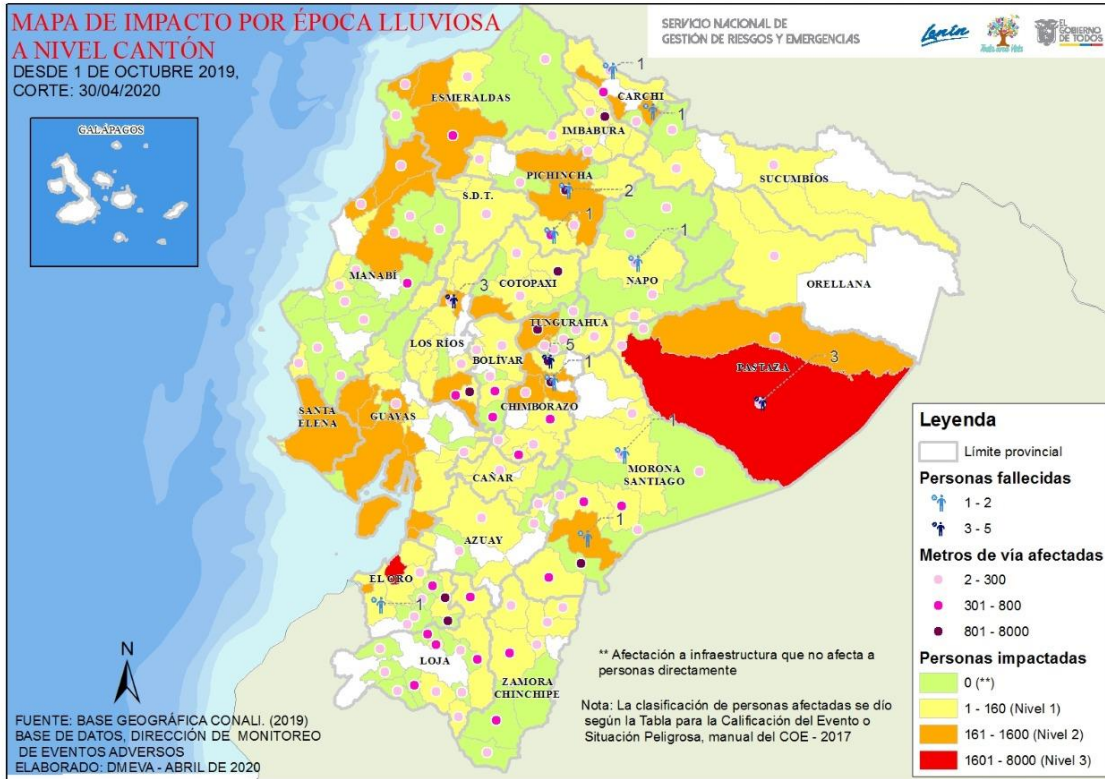 MAPA DE IMPACTO POR ÉPOCA LLUVIOSA
A NIVEL CANTÓN
DESDE 1 DE OCTUBRE 2019,
CORTE: 30/04/2020
SERVICIO NACIONAL DE
GESTIÓN DE RIESGOS Y EMERGENCIAS
Lenín
Toda una Vida
EL
GOBIERNO
DE TODOS
GALÁPAGOS
1
CARCHI
ESMERALDAS
1
IMBABURA
PICHINCHA
SUCUMBÍOS
2
S.D.T.
1
1
MANABÍ
3
COTOPAXI
NAPO
ORELLANA
TUNGURAHUA
LOS RÍOS
5
BOLÍVAR
1
3
PASTAZA
CHIMBORAZO
SANTA
ELENA
GUAYAS
1
CAÑAR
MORONA
SANTIAGO
1
AZUAY
EL ORO
1
LOJA
ZAMORA
CHINCHIPE
N
** Afectación a infraestructura que no afecta a
personas directamente
Nota: La clasificación de personas afectadas se dío
según la Tabla para la Calificación del Evento o
Situación Peligrosa, manual del COE - 2017
FUENTE: BASE GEOGRÁFICA CONALI. (2019)
BASE DE DATOS, DIRECCIÓN DE MONITOREO
DE EVENTOS ADVERSOS
ELABORADO: DMEVA - ABRIL DE 2020
Leyenda
Límite provincial
Personas fallecidas
1 - 2
3 - 5
Metros de vía afectadas
2 - 300
301 - 800
801 - 8000
Personas impactadas
0 (**)
1 - 160 (Nivel 1)
161 - 1600 (Nivel 2)
1601 - 8000 (Nivel 3)